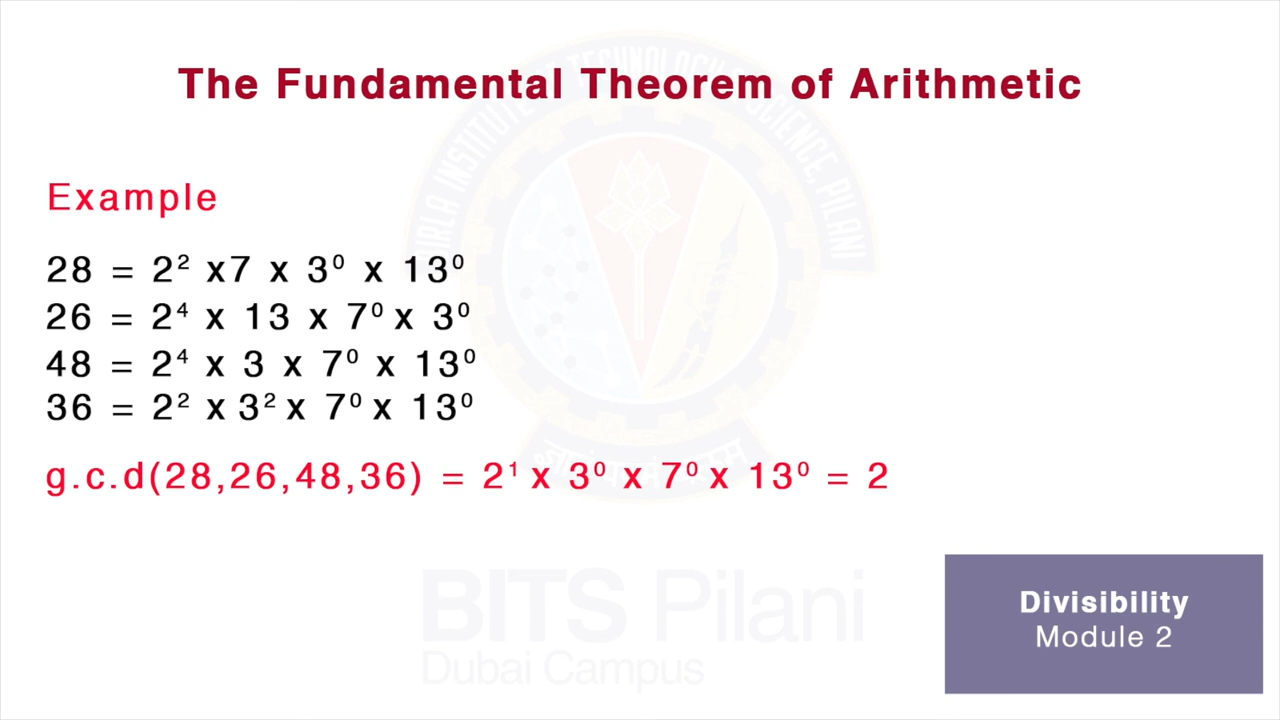 The Fundamental Theorem of Arithmetic
Example
28 = 2² x7 x 3⁰ x 13⁰
26 = 2⁴ x 13 x 7⁰ x 3⁰
48 = 2⁴ x 3 x 7⁰ x 13⁰
36 = 2² x 3² x 7⁰ x 13⁰
g.c.d(28,26,48,36) = 2¹ x 3⁰ x 7⁰ x 13⁰ = 2
BITS Pilani
Dubai Campus
Divisibility
Module 2